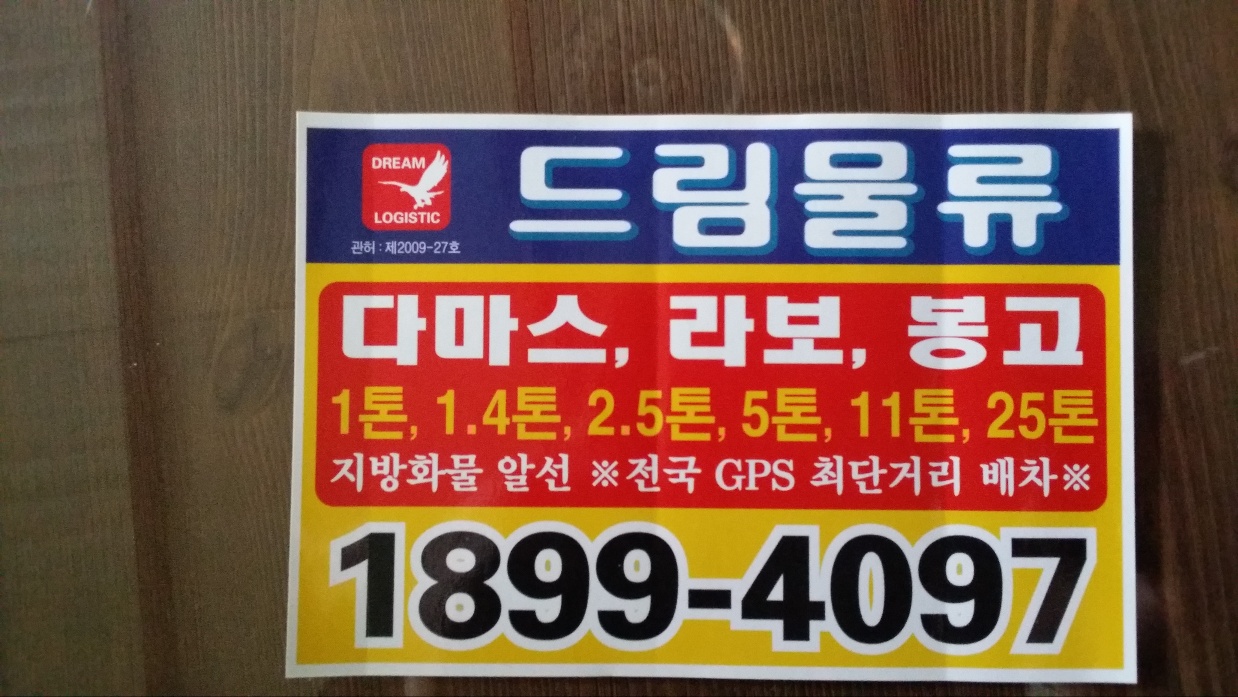 DREAM
LOGISTIC
관허 : 제2009-27호
드림물류
다마스, 라보, 봉고
1톤, 1.4톤, 2.5톤, 5톤, 11톤, 25톤
지방화물 알선 ※전국 GPS 최단거리 배차※
1899-4097